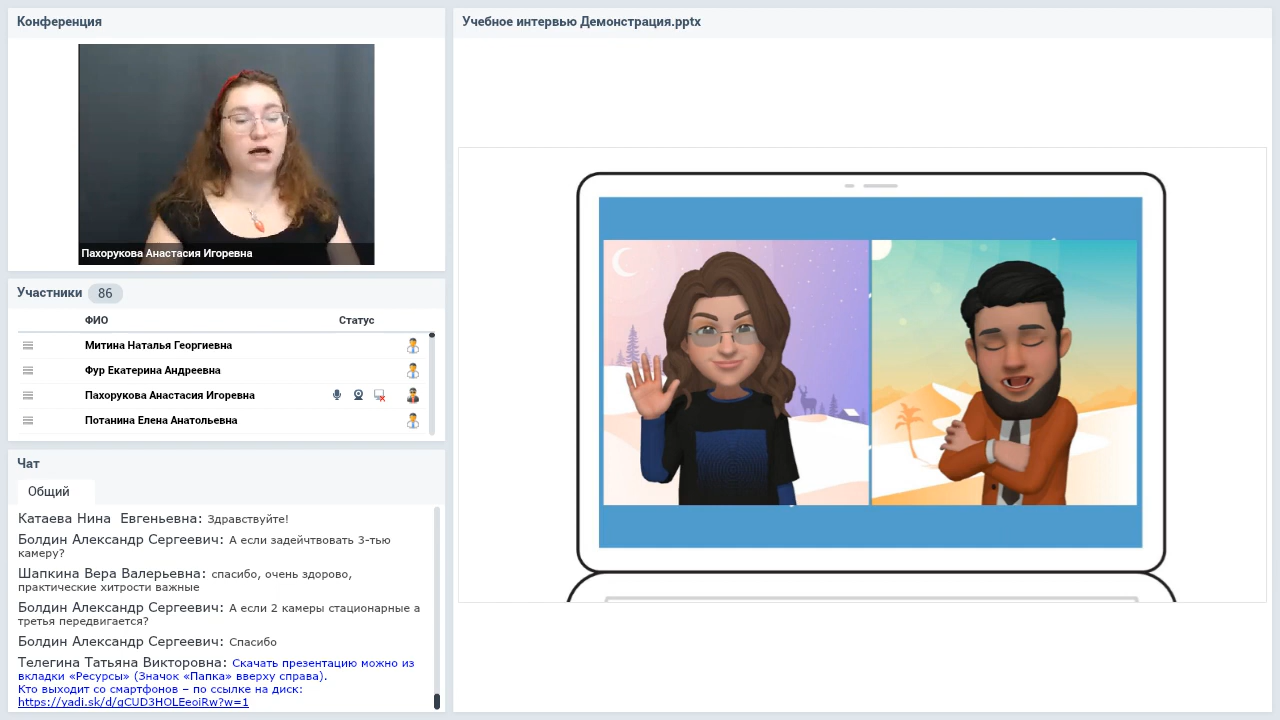 Конференция
Пахорукова Анастасия Игоревна
Участники 86
ФИО Статус
Митина Наталья Георгиевна
Фур Екатерина Андреевна
Пахорукова Анастасия Игоревна
Потанина Елена Анатольевна
Чат
Общий
Катаева Нина Евгеньевна: Здравствуйте!
Болдин Александр Сергеевич: А если задейчтвовать 3-тью
камеру?
Шапкина Вера Валерьевна: спасибо, очень здорово,
практические хитрости важные
Болдин Александр Сергеевич: А если 2 камеры стационарные а
третья передвигается?
Болдин Александр Сергеевич: Спасибо
Телегина Татьяна Викторовна: Скачать презентацию можно из
вкладки «Ресурсы» (Значок «Папка» вверху справа).
Кто выходит со смартфонов – по ссылке на диск:
https://yadi.sk/d/gCUD3HOLEeoiRw?w=1
Учебное интервью Демонстрация.pptx